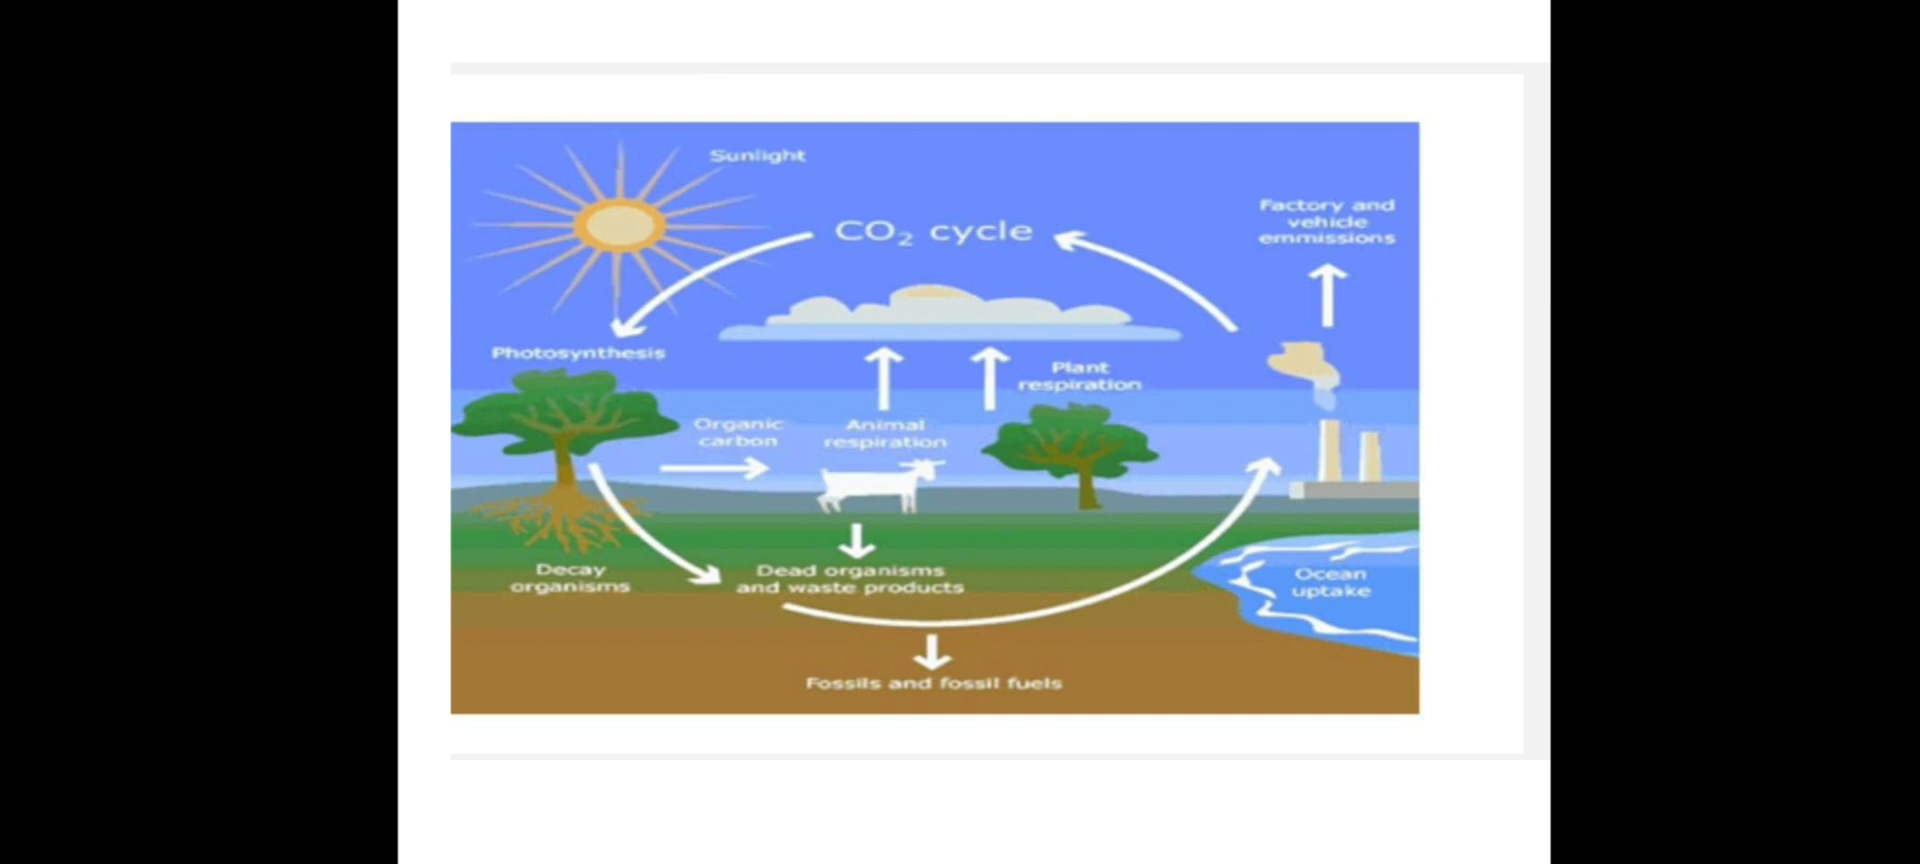 Sunlight
Factory and
vehicle
emmissions
CO₂ cycle
Photosynthesis
Plant
respiration
Organic
carbon
Animal
respiration
Decay
organisms
Dead organisms
and waste products
Ocean
uptake
Fossils and fossil fuels